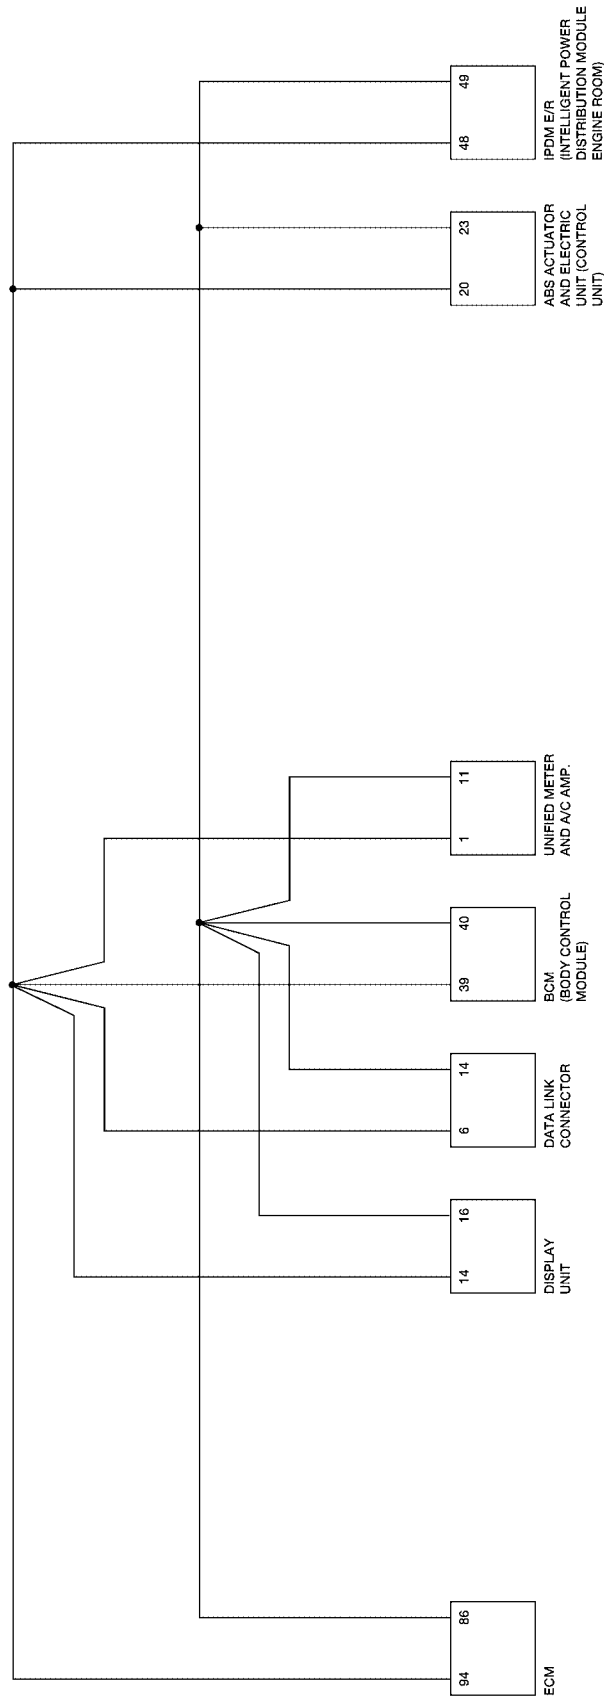 94 86
ECM
14 16
DISPLAY
UNIT
6 14
DATA LINK
CONNECTOR
39 40
BCM
(BODY CONTROL
MODULE)
1 11
UNIFIED METER
AND A/C AMP.
20 23
ABS ACTUATOR
AND ELECTRIC
UNIT (CONTROL
UNIT)
48 49
IPDM E/R
(INTELLIGENT POWER
DISTRIBUTION MODULE
ENGINE ROOM)